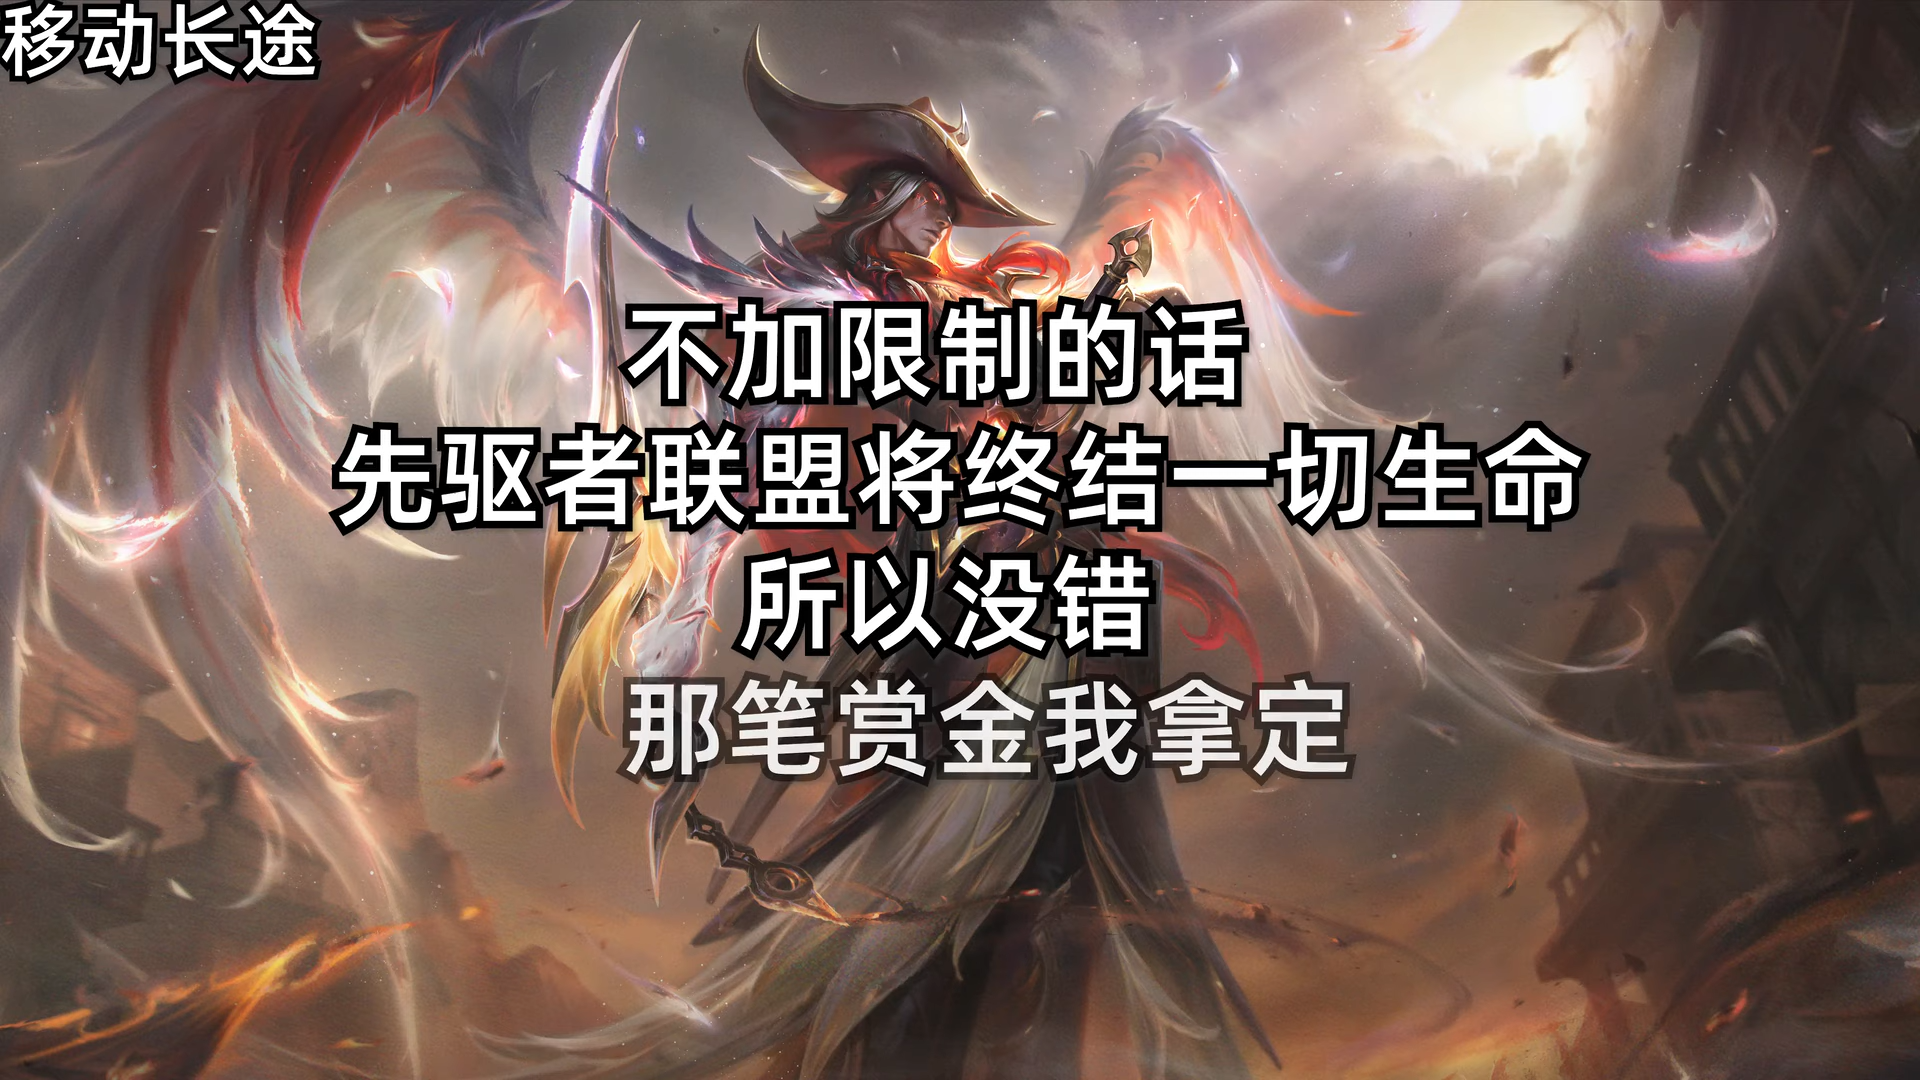 移动长途
不加限制的话
先驱者联盟将终结一切生命
所以没错
那笔赏金我拿定